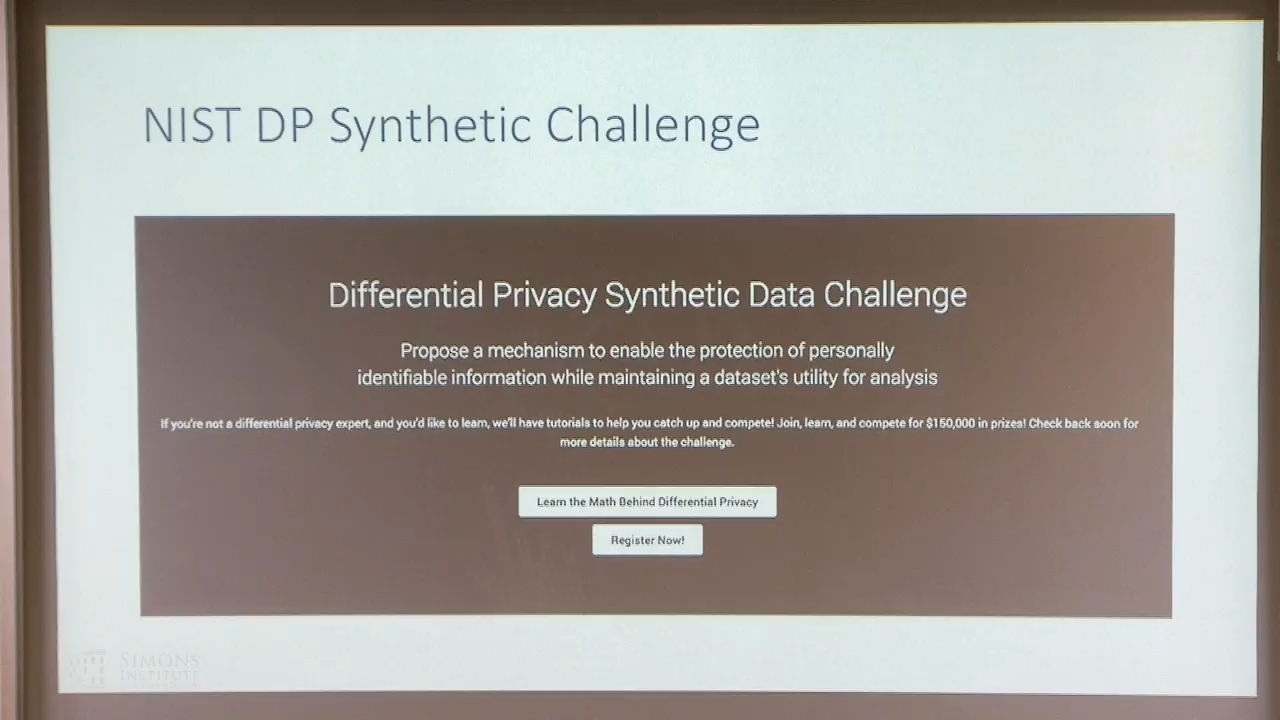 NIST DP Synthetic Challenge
Differential Privacy Synthetic Data Challenge
Propose a mechanism to enable the protection of personally
identifiable information while maintaining a dataset's utility for analysis
If you're not a differential privacy expert, and you'd like to learn, we'll have tutorials to help you catch up and compete! Join, learn, and compete for $150,000 in prizes! Check back soon for
more details about the challenge.
Learn the Math Behind Differential Privacy
Register Now!
SIMONS
INSTITUTE